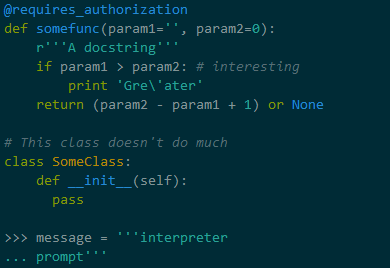 @requires_authorization
def somefunc(param1='', param2=0):
    r'''A docstring'''
    if param1 > param2: # interesting
        print 'Gre\'ater'
    return (param2 - param1 + 1) or None

# This class doesn't do much
class SomeClass:
    def __init__(self):
      pass

>>> message = '''interpreter
... prompt'''